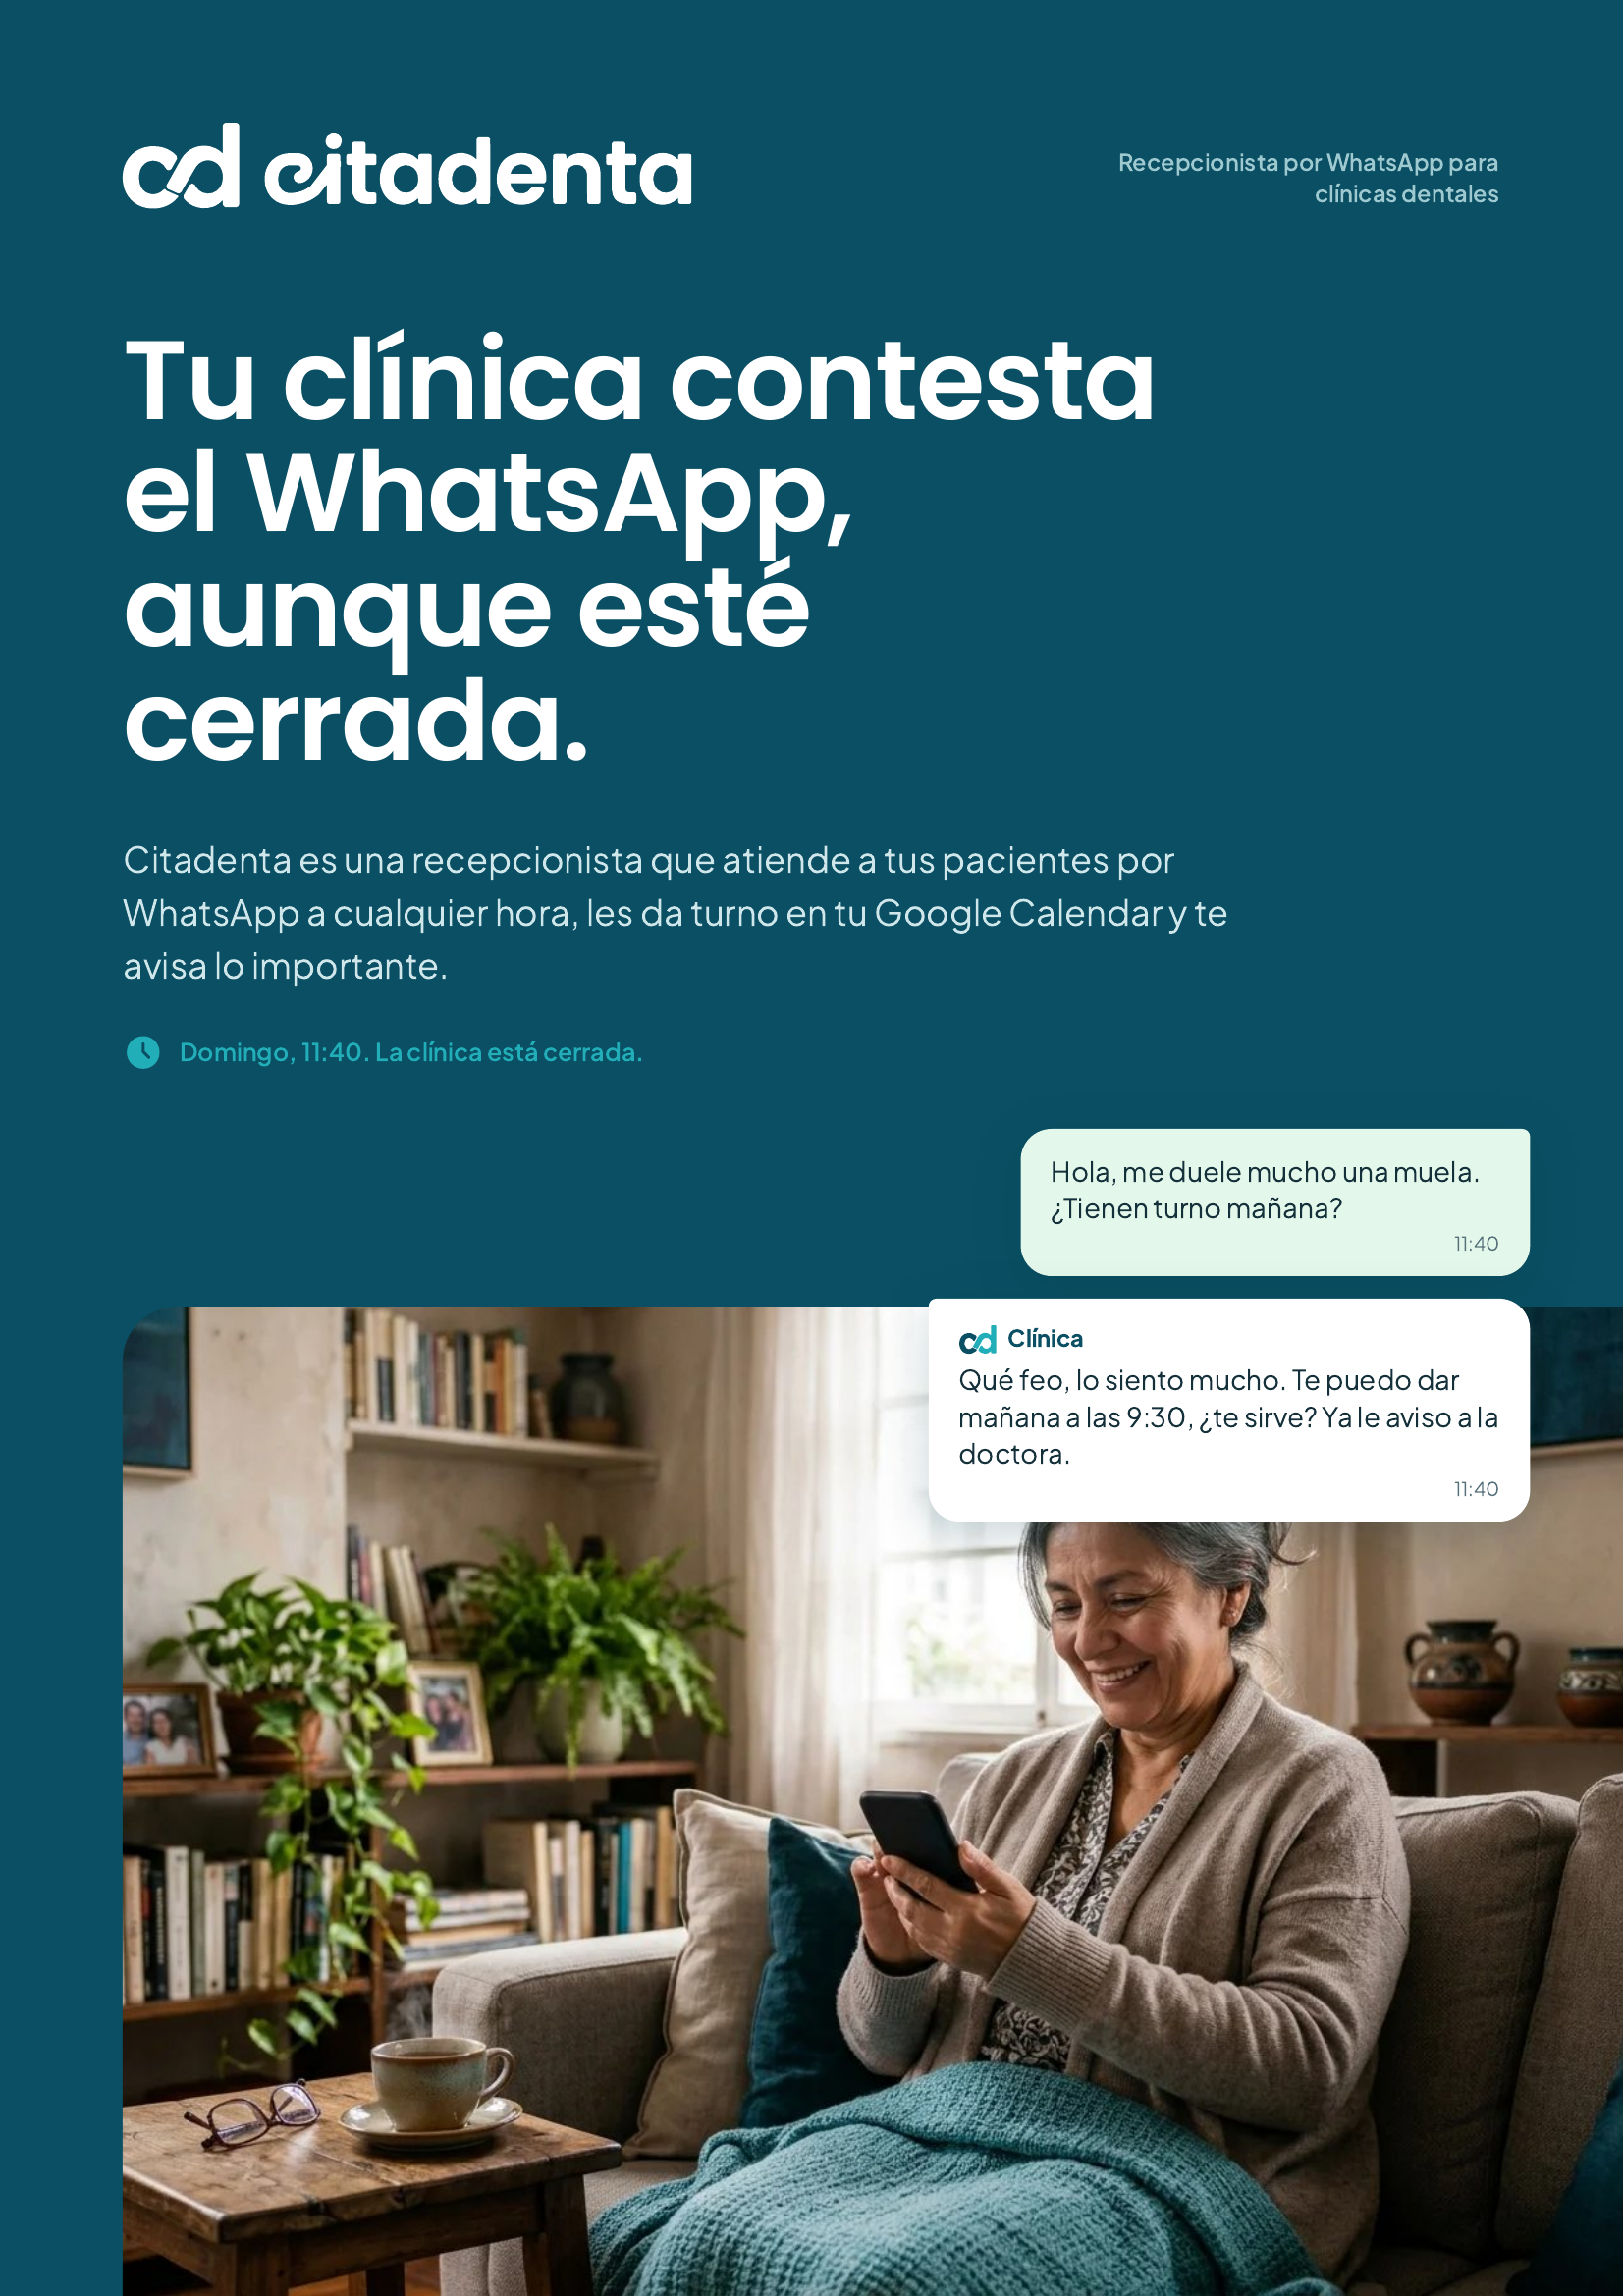 cd citadenta
Recepcionista por WhatsApp para
clínicas dentales
Tu clínica contesta
el WhatsApp,
aunque esté
cerrada.
Citadenta es una recepcionista que atiende a tus pacientes por
WhatsApp a cualquier hora, les da turno en tu Google Calendar y te
avisa lo importante.
Domingo, 11:40. La clínica está cerrada.
Hola, me duele mucho una muela.
¿Tienen turno mañana?
11:40
cd Clínica
Qué feo, lo siento mucho. Te puedo dar
mañana a las 9:30, ¿te sirve? Ya le aviso a la
doctora.
11:40